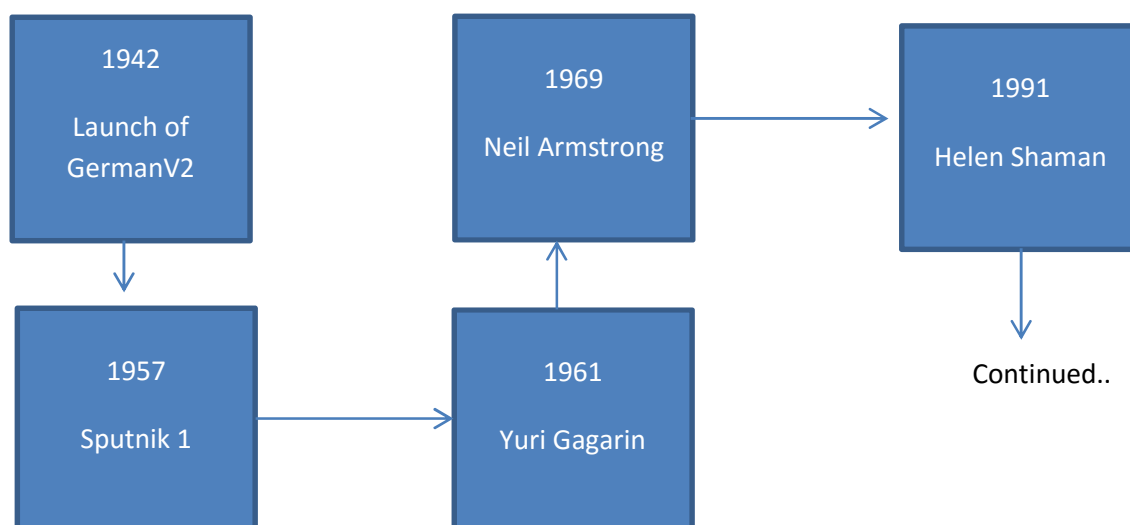 1942
Launch of
GermanV2
1957
Sputnik 1
1961
Yuri Gagarin
1969
Neil Armstrong
1991
Helen Shaman
Continued..